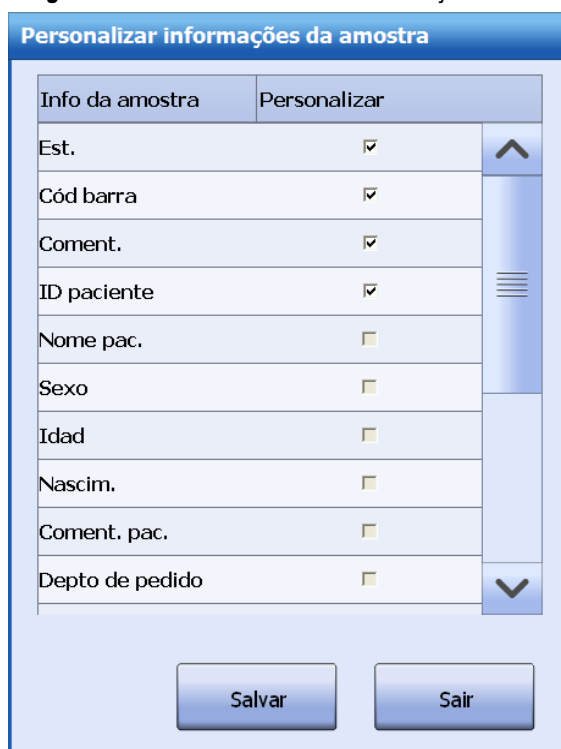 Personalizar informações da amostra
Info da amostra Personalizar
Est.
Cód barra
Coment.
ID paciente
Nome pac.
Sexo
Idad
Nascim.
Coment. pac.
Depto de pedido
Salvar Sair